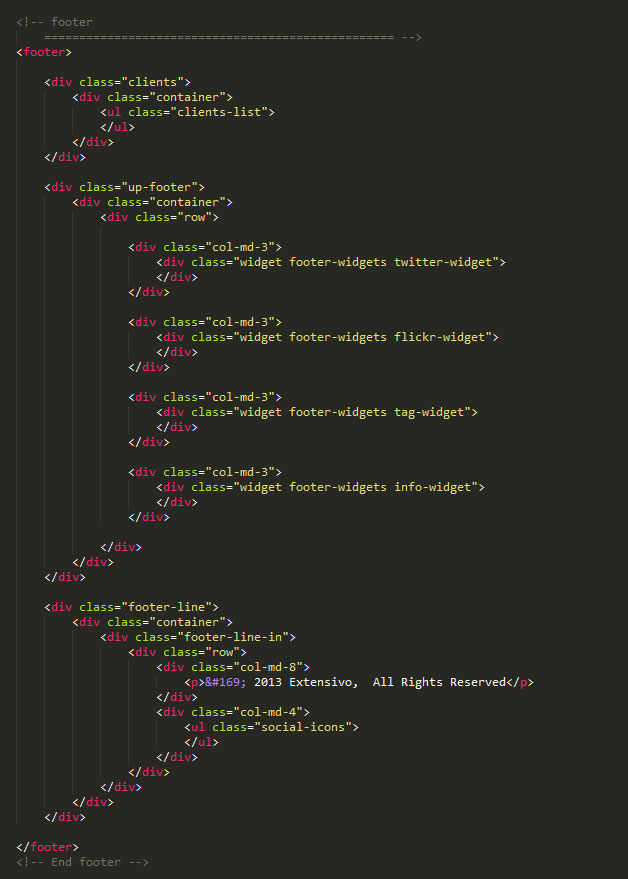 <!-- footer
    ================================================== -->
<footer>

    <div class="clients">
        <div class="container">
            <ul class="clients-list">
            </ul>
        </div>
    </div>

    <div class="up-footer">
        <div class="container">
            <div class="row">

                <div class="col-md-3">
                    <div class="widget footer-widgets twitter-widget">
                    </div>
                </div>

                <div class="col-md-3">
                    <div class="widget footer-widgets flickr-widget">
                    </div>
                </div>

                <div class="col-md-3">
                    <div class="widget footer-widgets tag-widget">
                    </div>
                </div>

                <div class="col-md-3">
                    <div class="widget footer-widgets info-widget">
                    </div>
                </div>

            </div>
        </div>
    </div>

    <div class="footer-line">
        <div class="container">
            <div class="footer-line-in">
                <div class="row">
                    <div class="col-md-8">
                        <p>&#169; 2013 Extensivo,  All Rights Reserved</p>
                    </div>
                    <div class="col-md-4">
                        <ul class="social-icons">
                        </ul>
                    </div>
                </div>
            </div>
        </div>
    </div>

</footer>
<!-- End footer -->